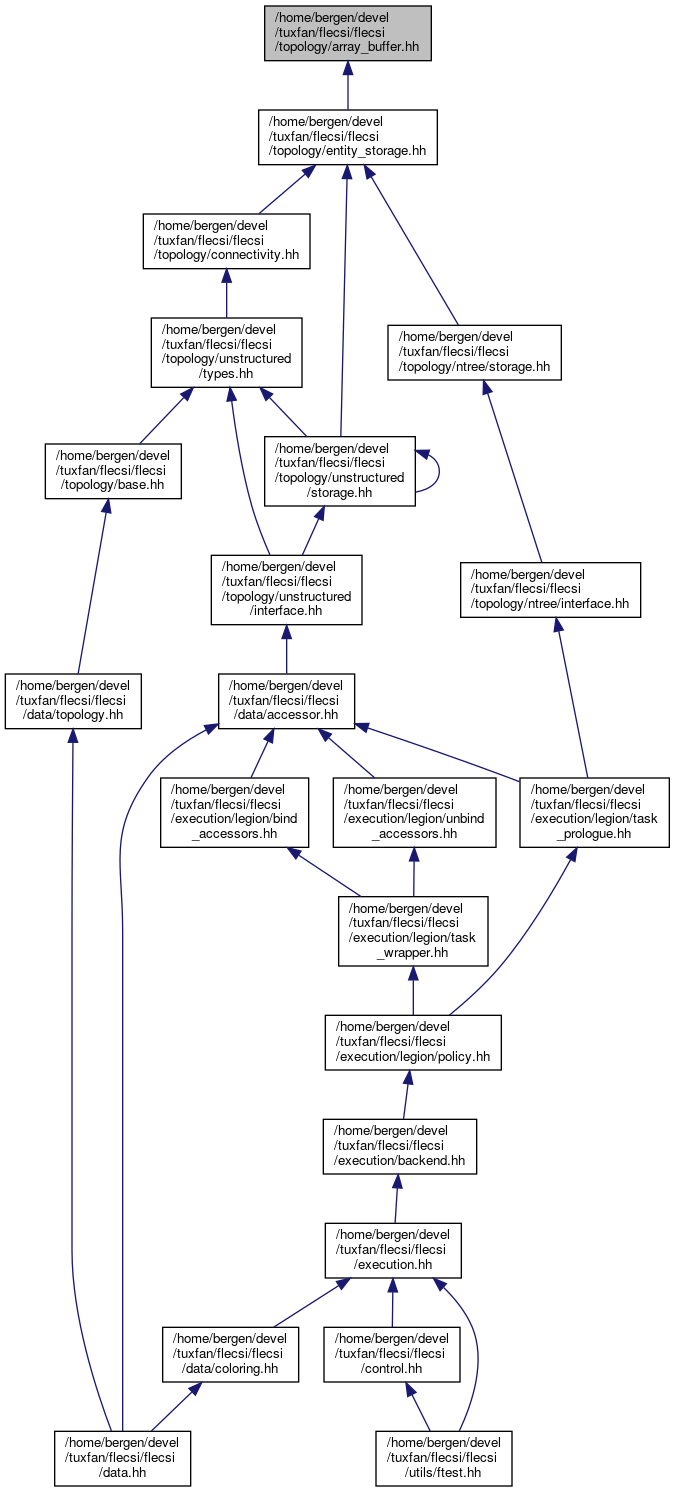 /home/bergen/devel
/tuxfan/flecsi/flecsi
/topology/array_buffer.hh
/home/bergen/devel
/tuxfan/flecsi/flecsi
/topology/entity_storage.hh
/home/bergen/devel
/tuxfan/flecsi/flecsi
/topology/connectivity.hh
/home/bergen/devel
/tuxfan/flecsi/flecsi
/topology/unstructured
/types.hh
/home/bergen/devel
/tuxfan/flecsi/flecsi
/topology/ntree/storage.hh
/home/bergen/devel
/tuxfan/flecsi/flecsi
/topology/base.hh
/home/bergen/devel
/tuxfan/flecsi/flecsi
/topology/unstructured
/storage.hh
/home/bergen/devel
/tuxfan/flecsi/flecsi
/topology/unstructured
/interface.hh
/home/bergen/devel
/tuxfan/flecsi/flecsi
/topology/ntree/interface.hh
/home/bergen/devel
/tuxfan/flecsi/flecsi
/data/topology.hh
/home/bergen/devel
/tuxfan/flecsi/flecsi
/data/accessor.hh
/home/bergen/devel
/tuxfan/flecsi/flecsi
/execution/legion/bind
_accessors.hh
/home/bergen/devel
/tuxfan/flecsi/flecsi
/execution/legion/unbind
_accessors.hh
/home/bergen/devel
/tuxfan/flecsi/flecsi
/execution/legion/task
_prologue.hh
/home/bergen/devel
/tuxfan/flecsi/flecsi
/execution/legion/task
_wrapper.hh
/home/bergen/devel
/tuxfan/flecsi/flecsi
/execution/legion/policy.hh
/home/bergen/devel
/tuxfan/flecsi/flecsi
/execution/backend.hh
/home/bergen/devel
/tuxfan/flecsi/flecsi
/execution.hh
/home/bergen/devel
/tuxfan/flecsi/flecsi
/data/coloring.hh
/home/bergen/devel
/tuxfan/flecsi/flecsi
/control.hh
/home/bergen/devel
/tuxfan/flecsi/flecsi
/data.hh
/home/bergen/devel
/tuxfan/flecsi/flecsi
/utils/ftest.hh